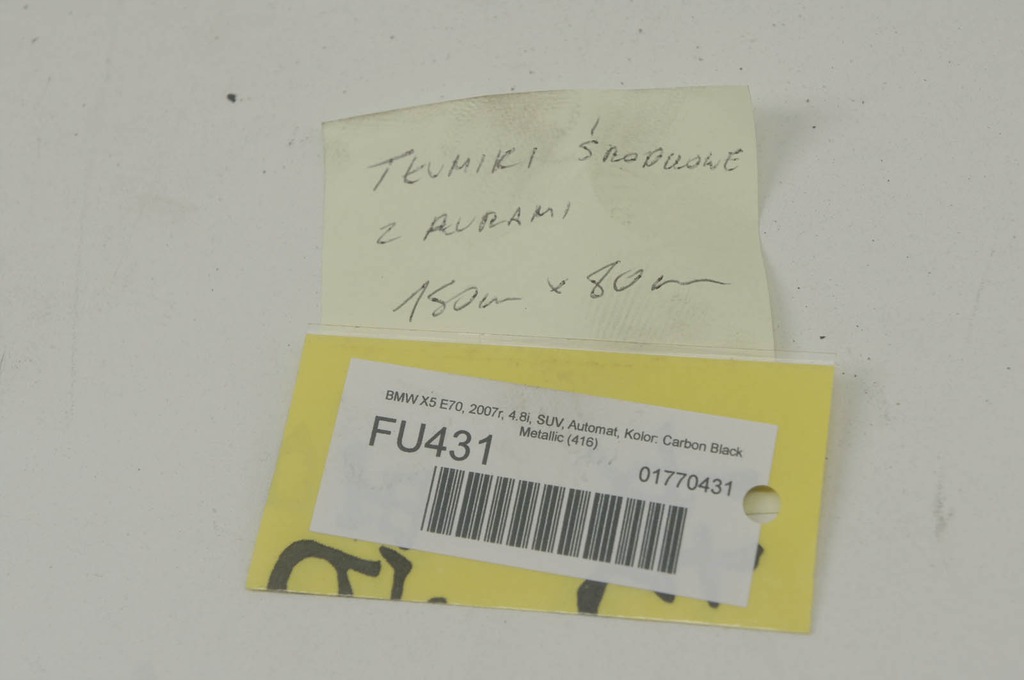 TŁUMIKI ŚRODKOWE
Z RURAMI
150cm x 80cm
BMW X5 E70, 2007r, 4.8i, SUV, Automat, Kolor: Carbon Black
Metallic (416)
FU431
01770431